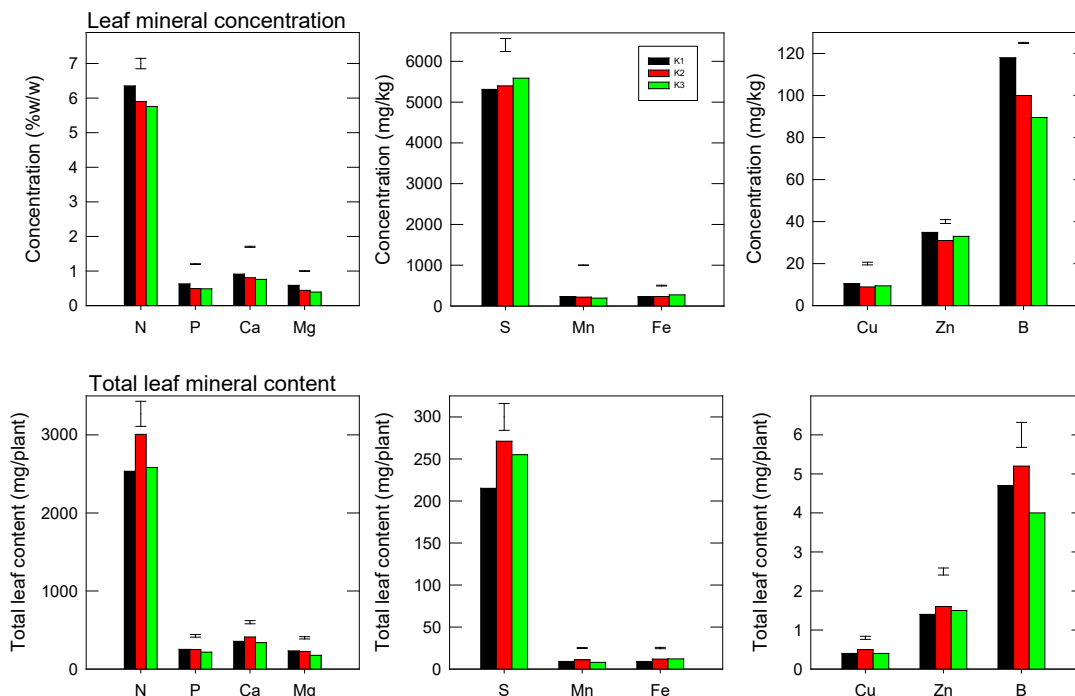 Leaf mineral concentration
Concentration (%w/w)
7
6
5
4
3
2
1
0
N P Ca Mg
Concentration (mg/kg)
6000
5000
4000
3000
2000
1000
0
S Mn Fe
K1
K2
K3
Concentration (mg/kg)
120
100
80
60
40
20
0
Cu Zn B
Total leaf mineral content
Total leaf content (mg/plant)
3000
2000
1000
0
N P Ca Mg
Total leaf content (mg/plant)
300
250
200
150
100
50
0
S Mn Fe
Total leaf content (mg/plant)
6
5
4
3
2
1
0
Cu Zn B